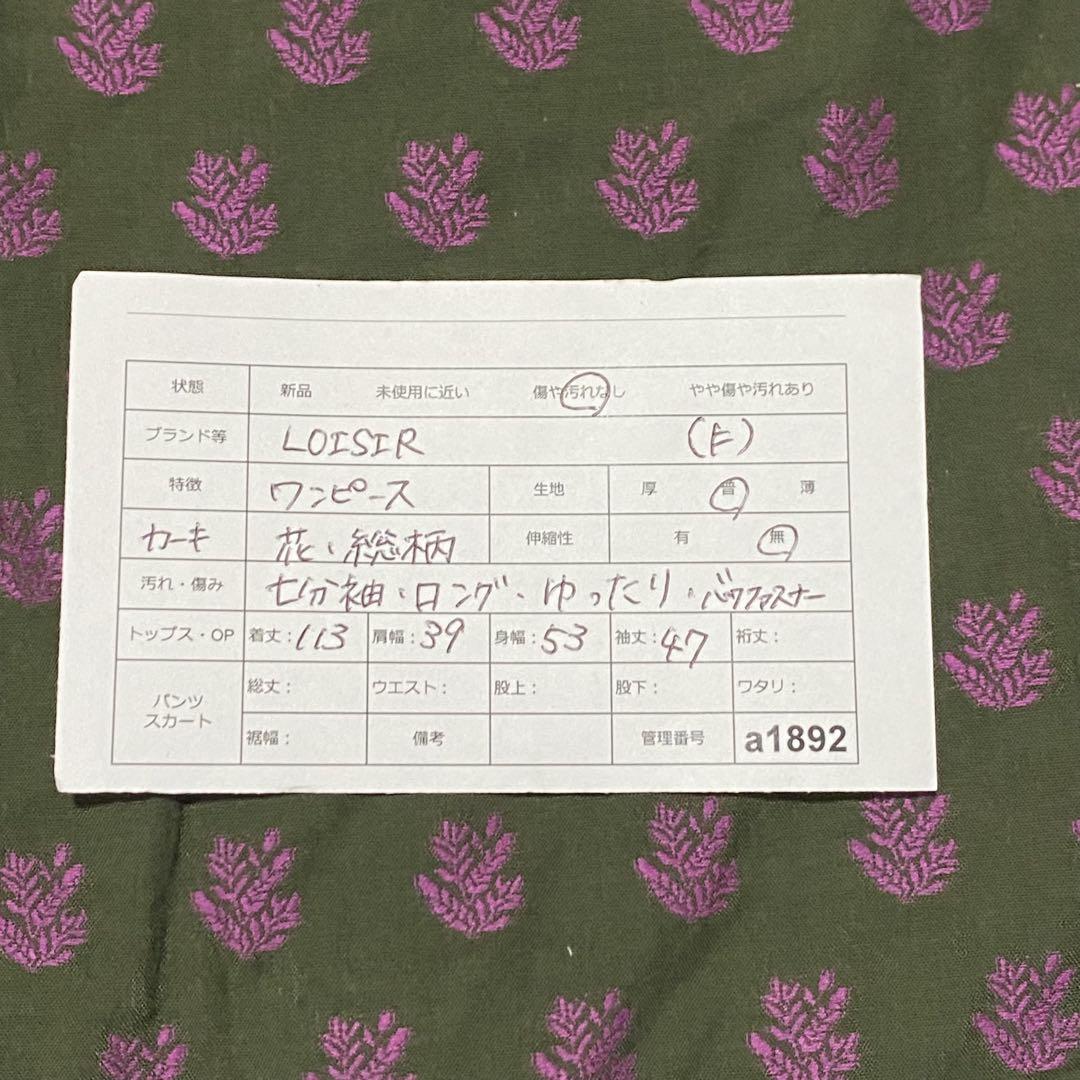 状態 新品 未使用に近い 傷や汚れなし やや傷や汚れあり
ブランド等 LOISIR (F)
特徴 ワンピース 生地 厚 普 薄
カーキ 花・総柄 伸縮性 有 無
汚れ・傷み 七分袖・ロング・ゆったり・バックファスナー
トップス・OP 着丈：113 肩幅：39 身幅：53 袖丈：47 裄丈：
パンツ スカート 総丈： ウエスト： 股上： 股下： ワタリ：
裾幅： 備考 管理番号 a1892